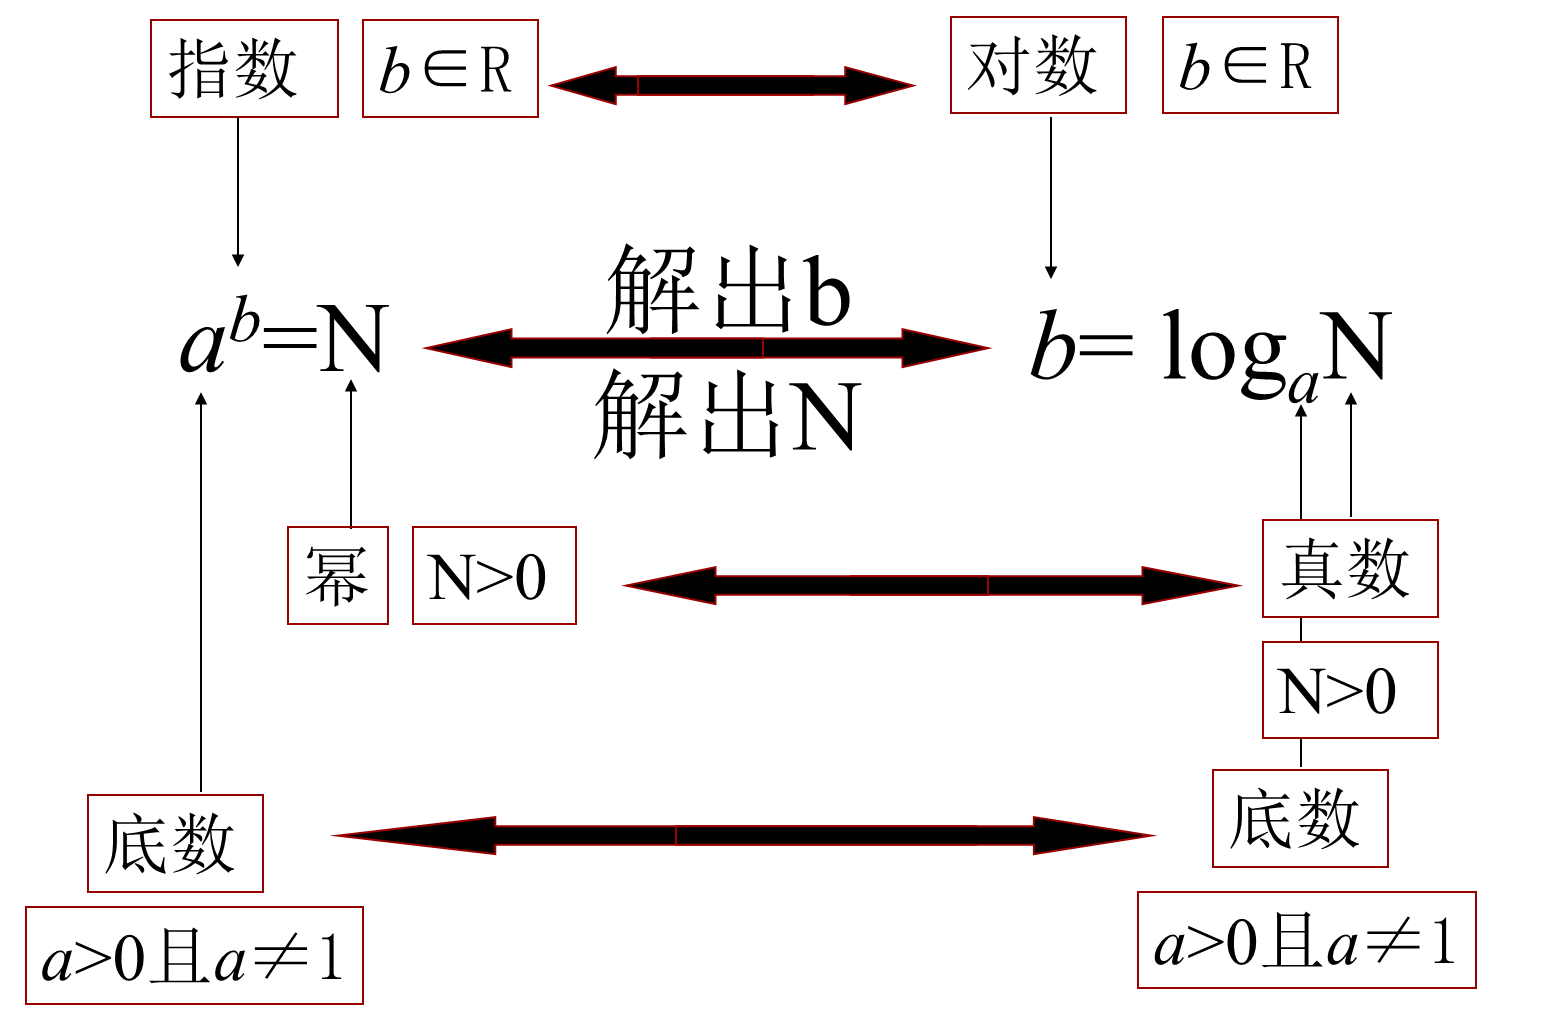 指数 b∈R 对数 b∈R
解出b
a^b=N b= log_a N
解出N
幂 N>0 真数
N>0
底数 底数
a>0且a≠1 a>0且a≠1